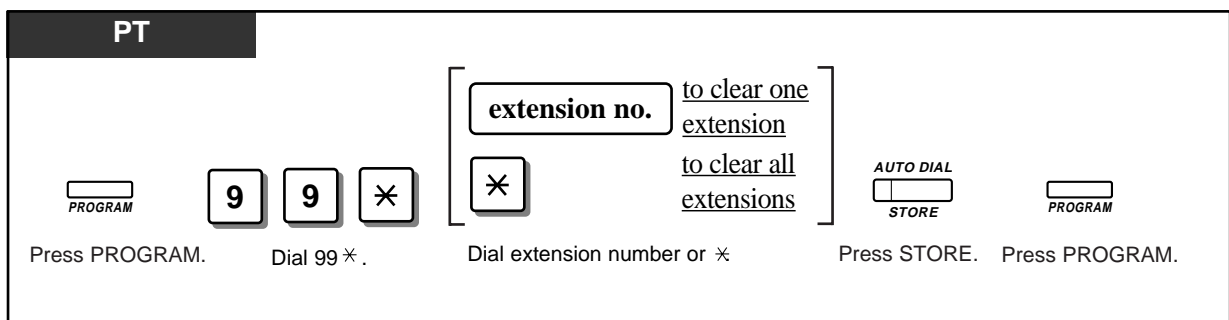 PT
extension no. to clear one
extension
✳ to clear all
extensions
PROGRAM
9 9 ✳
AUTO DIAL
STORE
PROGRAM
Press PROGRAM.
Dial 99 ✳.
Dial extension number or ✳
Press STORE.
Press PROGRAM.